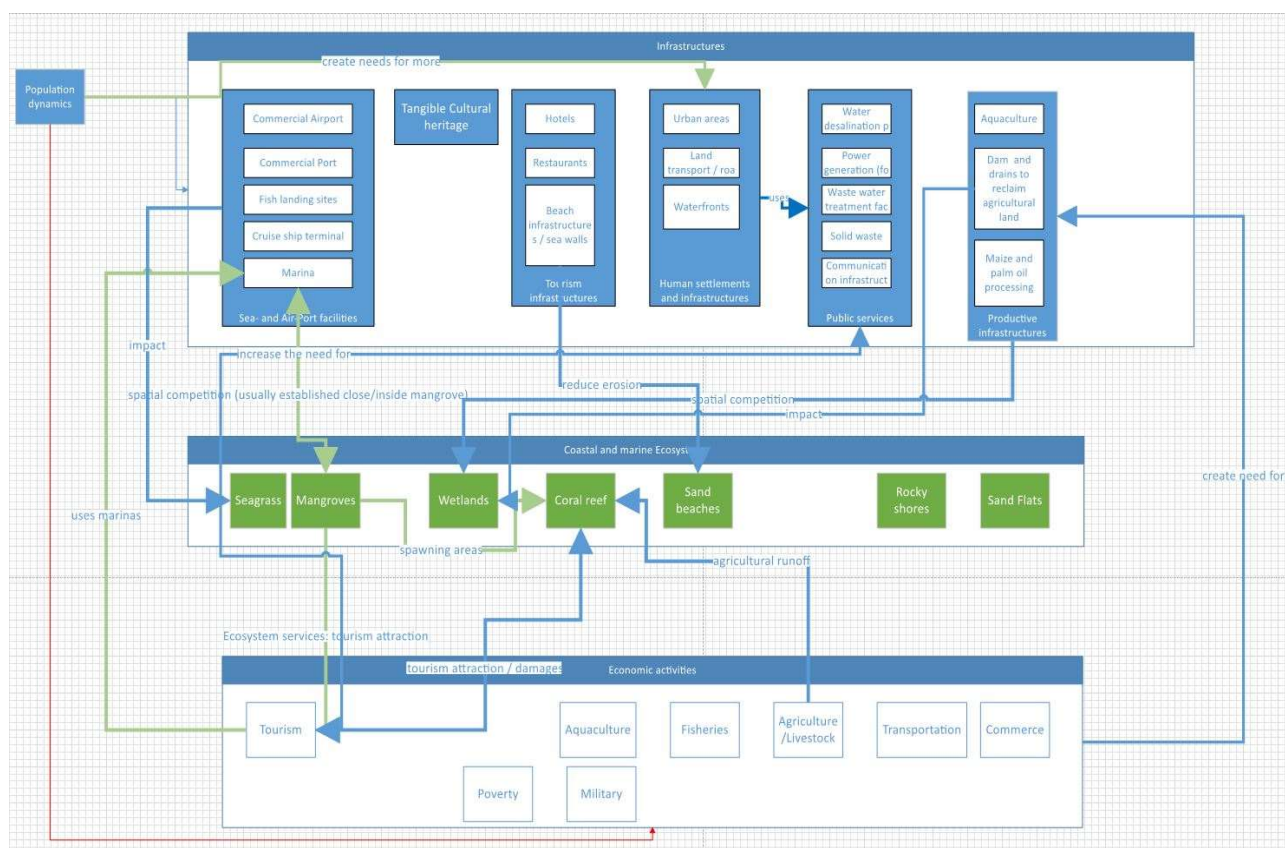 Infrastructures
create needs for more
Population
dynamics
Commercial Airport
Commercial Port
Fish landing sites
Cruise ship terminal
Marina
Sea- and Air-Port facilities
Tangible Cultural
heritage
Hotels
Restaurants
Beach
infrastructure
s / sea walls
Tourism
infrastructures
Urban areas
Land
transport / roa
Waterfronts
Human settlements
and infrastructures
uses
Water
desalination p
Power
generation (fo
Waste water
treatment fac
Solid waste
Communicati
on infrastruct
Public services
Aquaculture
Dam and
drains to
reclaim
agricultural
land
Maize and
palm oil
processing
Productive
infrastructures
impact
increase the need for
spatial competition (usually established close/inside mangrove)
reduce erosion
spatial competition
impact
create need for
Coastal and marine Ecosyst
Seagrass
Mangroves
Wetlands
Coral reef
Sand
beaches
Rocky
shores
Sand Flats
uses marinas
spawning areas
agricultural runoff
Ecosystem services: tourism attraction
tourism attraction / damages
Economic activities
Tourism
Aquaculture
Fisheries
Agriculture
/Livestock
Transportation
Commerce
Poverty
Military